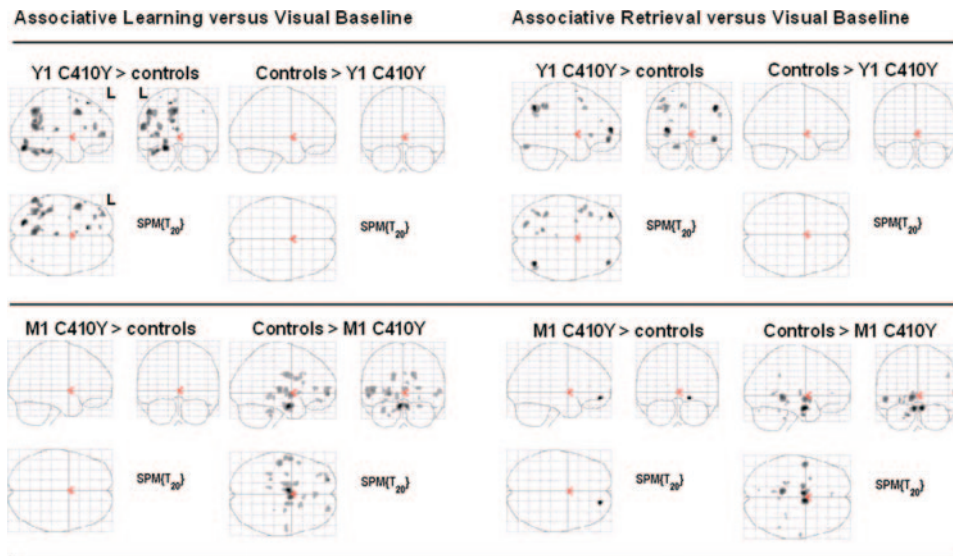 Associative Learning versus Visual Baseline
Associative Retrieval versus Visual Baseline
Y1 C410Y > controls
Controls > Y1 C410Y
Y1 C410Y > controls
Controls > Y1 C410Y
L
L
L
SPM{T20}
SPM{T20}
SPM{T20}
SPM{T20}
M1 C410Y > controls
Controls > M1 C410Y
M1 C410Y > controls
Controls > M1 C410Y
SPM{T20}
SPM{T20}
SPM{T20}
SPM{T20}